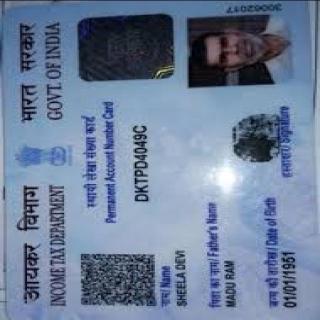 आयकर विभाग भारत सरकार
INCOME TAX DEPARTMENT GOVT. OF INDIA
स्थायी लेखा संख्या कार्ड
Permanent Account Number Card
DKTPD4049C
नाम / Name
SHEELA DEVI
पिता का नाम / Father's Name
MADU RAM
जन्म की तारीख / Date of Birth
01/01/1951
हस्ताक्षर / Signature
30062017